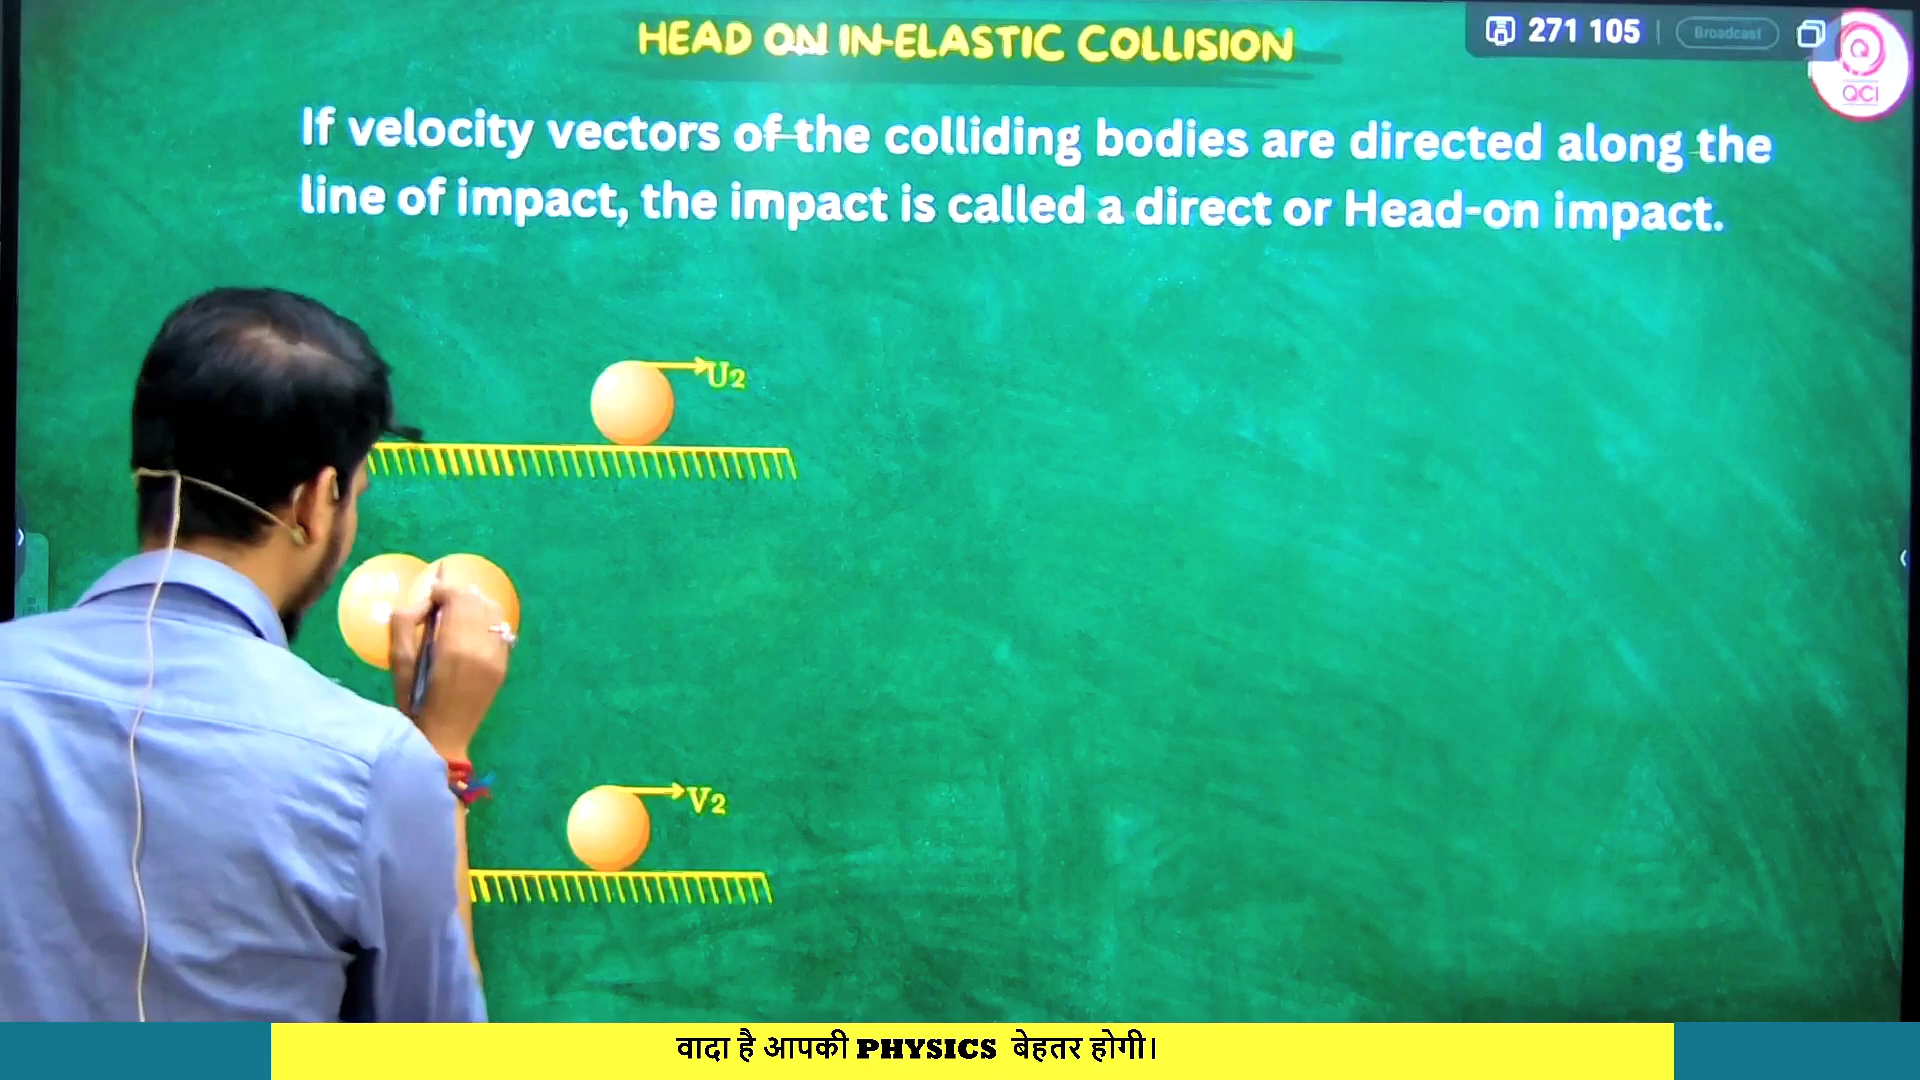 HEAD ON IN-ELASTIC COLLISION
271 105
Broadcast
QCI
If velocity vectors of the colliding bodies are directed along the
line of impact, the impact is called a direct or Head-on impact.
U2
V2
वादा है आपकी PHYSICS बेहतर होगी।